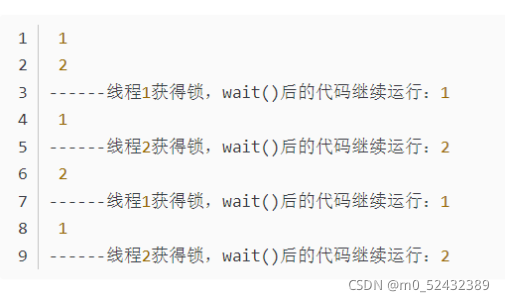 1 1
2 2
3 ------线程1获得锁，wait()后的代码继续运行：1
4 1
5 ------线程2获得锁，wait()后的代码继续运行：2
6 2
7 ------线程1获得锁，wait()后的代码继续运行：1
8 1
9 ------线程2获得锁，wait()后的代码继续运行：2
CSDN @m0_52432389